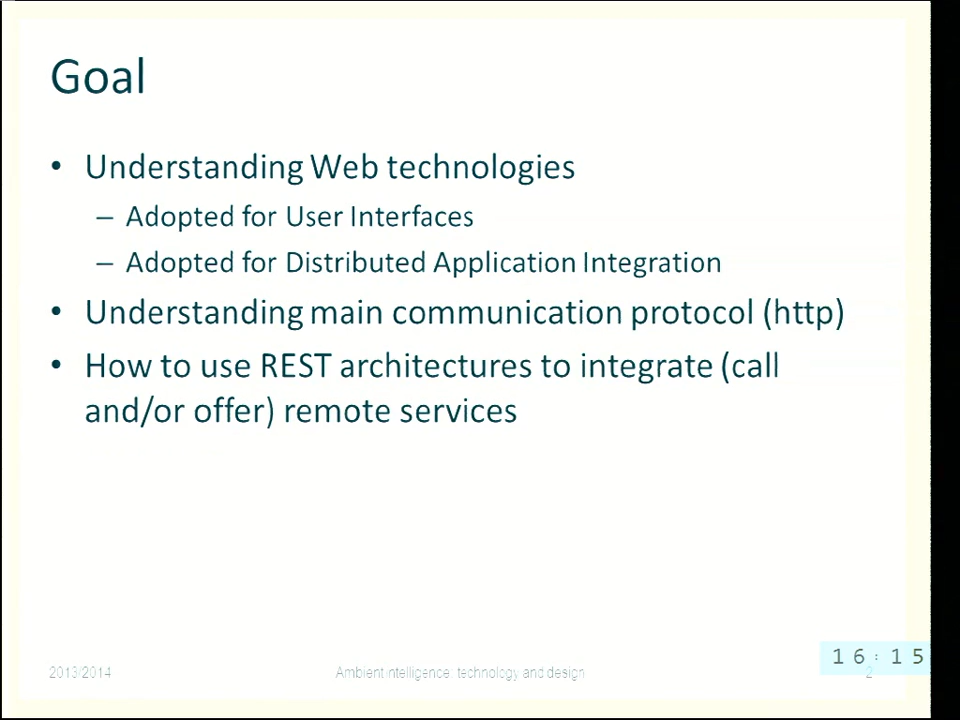 Goal
• Understanding Web technologies
– Adopted for User Interfaces
– Adopted for Distributed Application Integration
• Understanding main communication protocol (http)
• How to use REST architectures to integrate (call
and/or offer) remote services
2013/2014
Ambient intelligence: technology and design
2
16:15